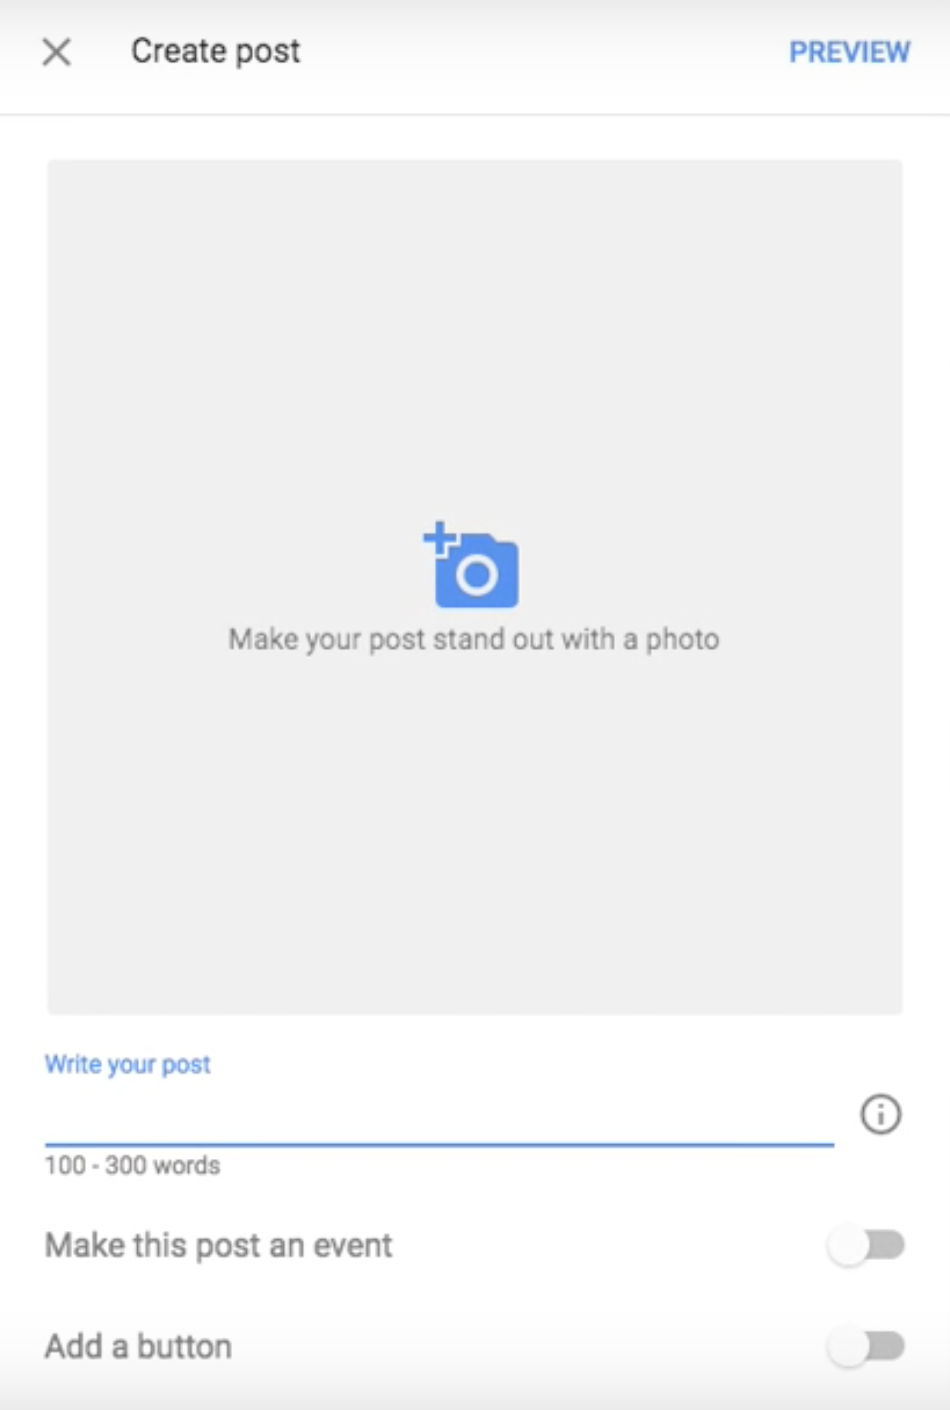 Create post
PREVIEW
Make your post stand out with a photo
Write your post
100 - 300 words
Make this post an event
Add a button